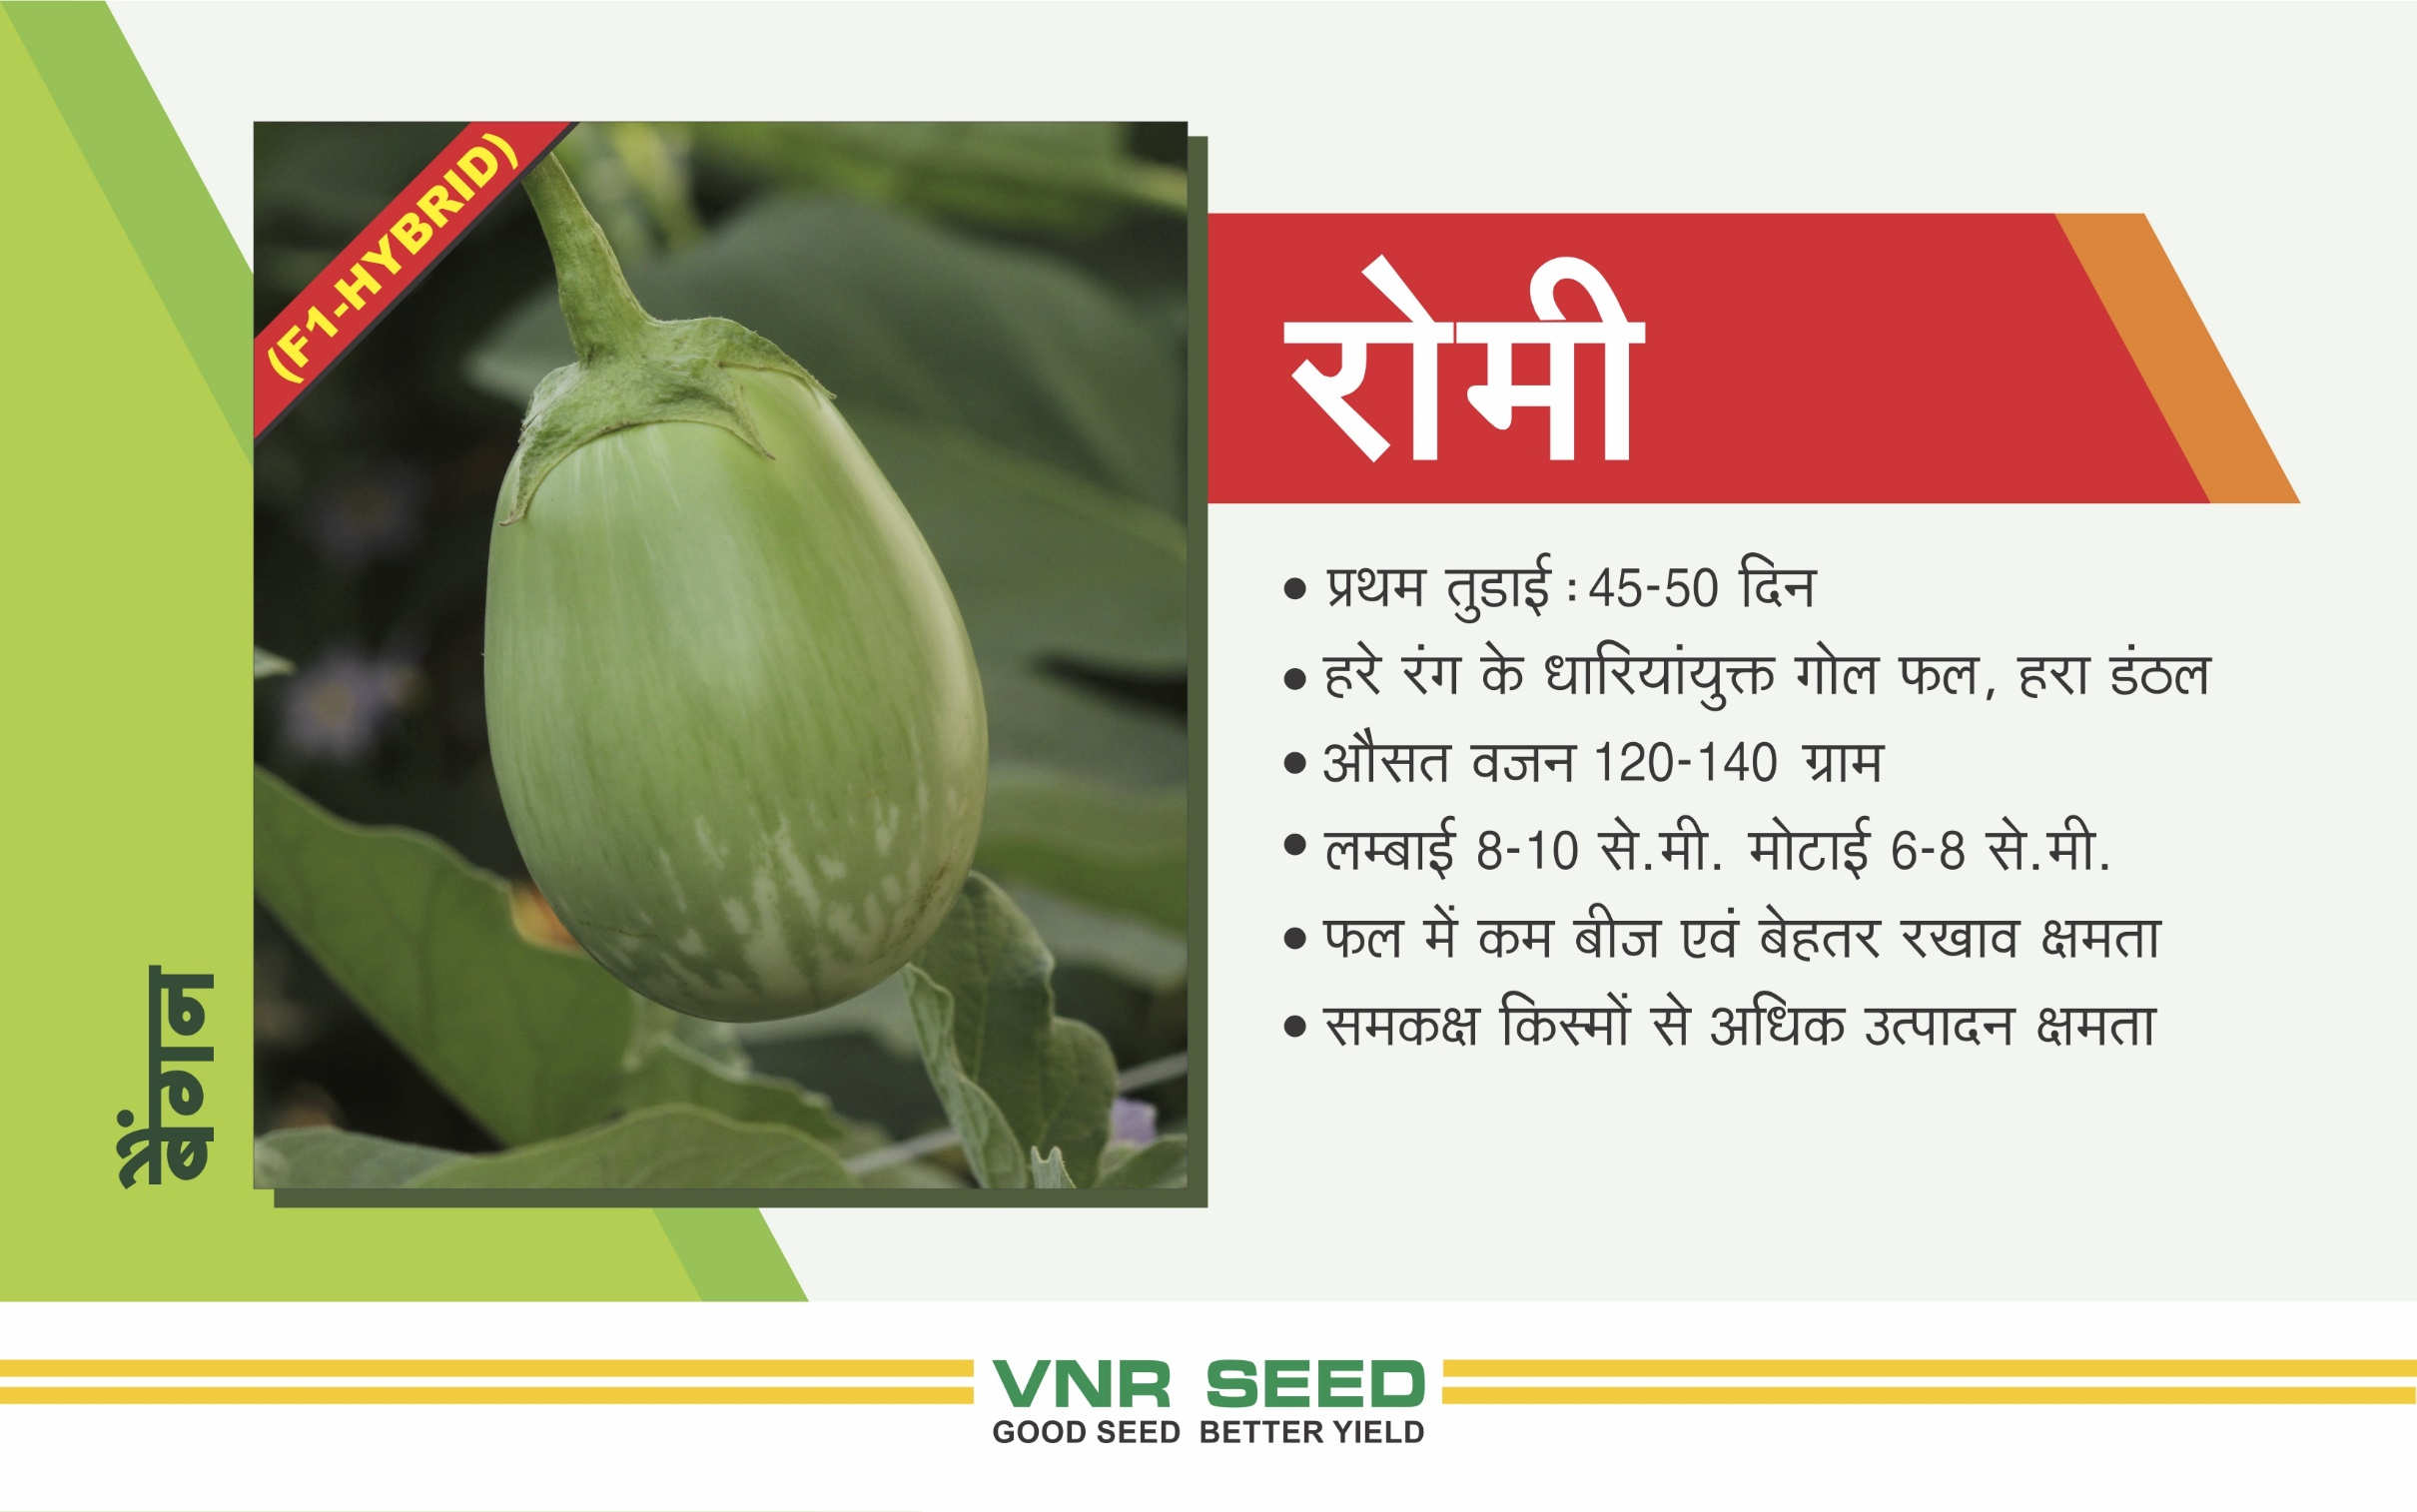 (F1-HYBRID))
रोमी
• प्रथम तुडाई : 45-50 दिन
• हरे रंग के धारियांयुक्त गोल फल, हरा डंठल
• औसत वजन 120-140 ग्राम
• लम्बाई 8-10 से.मी. मोटाई 6-8 से.मी.
• फल में कम बीज एवं बेहतर रखाव क्षमता
• समकक्ष किस्मों से अधिक उत्पादन क्षमता
बैंगन
VNR SEED
GOOD SEED BETTER YIELD